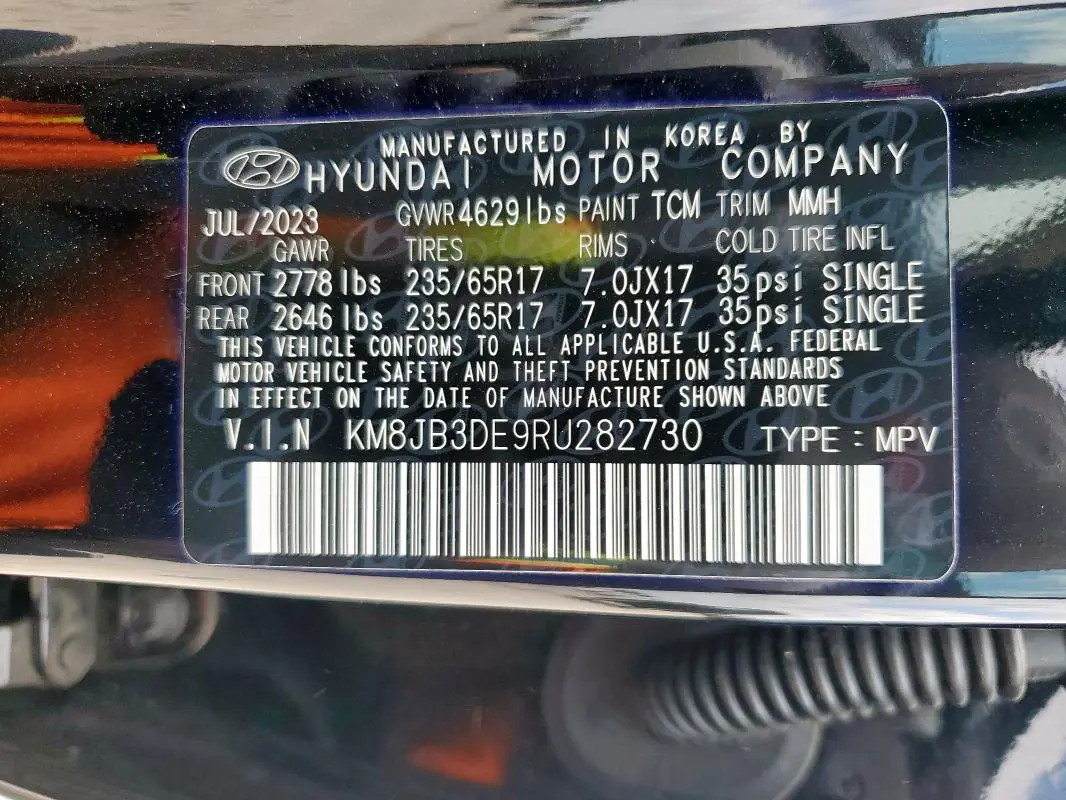 MANUFACTURED IN KOREA BY
HYUNDAI MOTOR COMPANY
JUL/2023 GVWR 4629 lbs PAINT TCM TRIM MMH
GAWR TIRES RIMS COLD TIRE INFL
FRONT 2778 lbs 235/65R17 7.0JX17 35psi SINGLE
REAR 2646 lbs 235/65R17 7.0JX17 35psi SINGLE
THIS VEHICLE CONFORMS TO ALL APPLICABLE U.S.A. FEDERAL
MOTOR VEHICLE SAFETY AND THEFT PREVENTION STANDARDS
IN EFFECT ON THE DATE OF MANUFACTURE SHOWN ABOVE
V.I.N KM8JB3DE9RU282730 TYPE : MPV